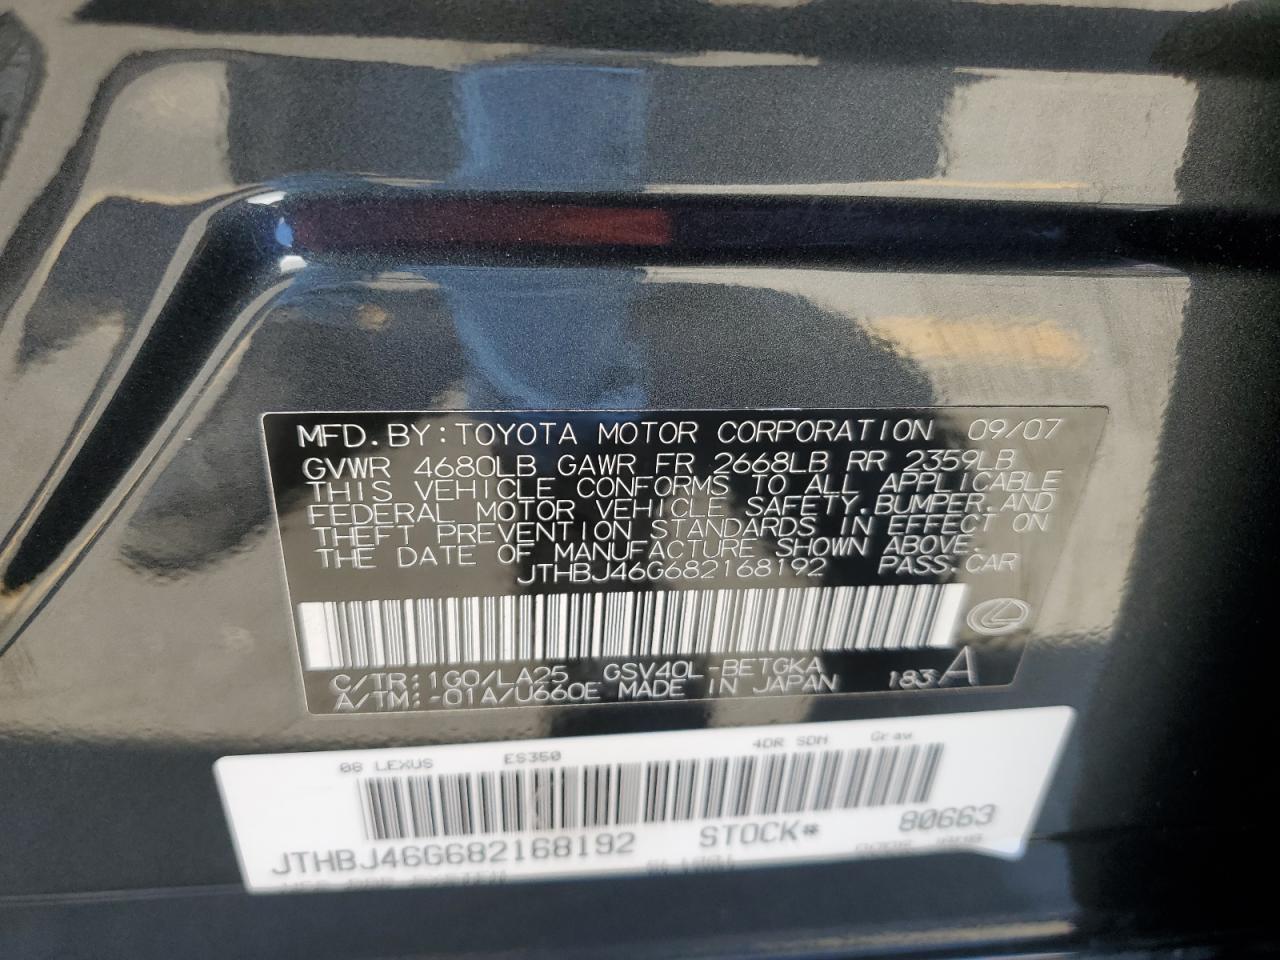 MFD.BY:TOYOTA MOTOR CORPORATION 09/07
GVWR 4680LB GAWR FR 2668LB RR 2359LB
THIS VEHICLE CONFORMS TO ALL APPLICABLE
FEDERAL MOTOR VEHICLE SAFETY,BUMPER,AND
THEFT PREVENTION STANDARDS IN EFFECT ON
THE DATE OF MANUFACTURE SHOWN ABOVE.
JTHBJ46G682168192 PASS.CAR
C/TR:1G0/LA25 GSV40L-BETGKA
A/TM:-01A/U660E MADE IN JAPAN 183 A
08 LEXUS ES350 4DR SDN Gray
JTHBJ46G682168192 STOCK# 80663